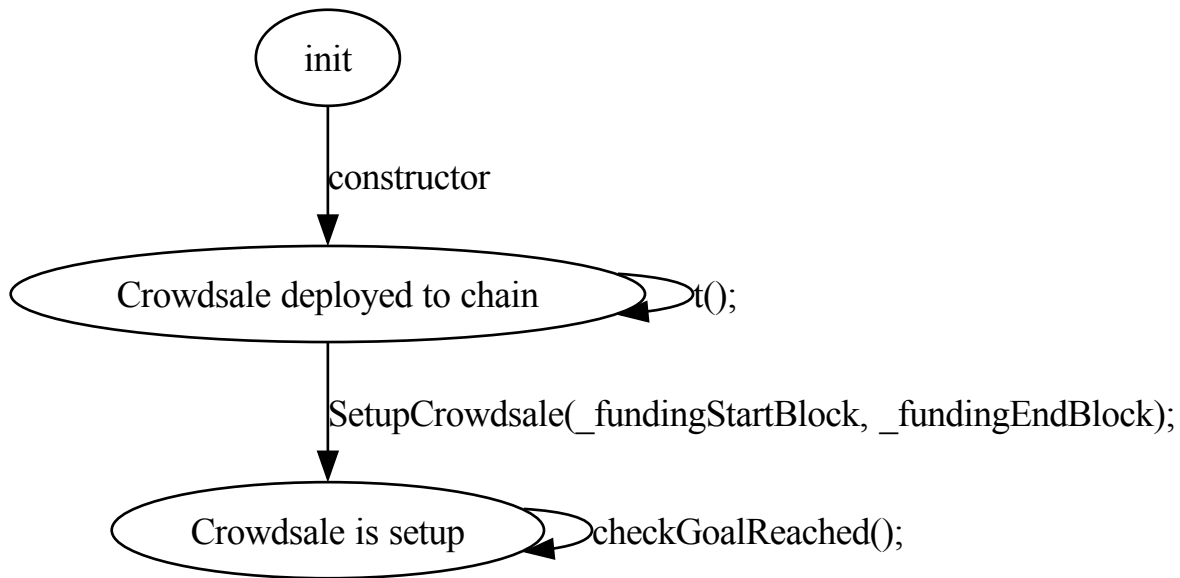 init
constructor
Crowdsale deployed to chain
t();
SetupCrowdsale(_fundingStartBlock, _fundingEndBlock);
Crowdsale is setup
checkGoalReached();